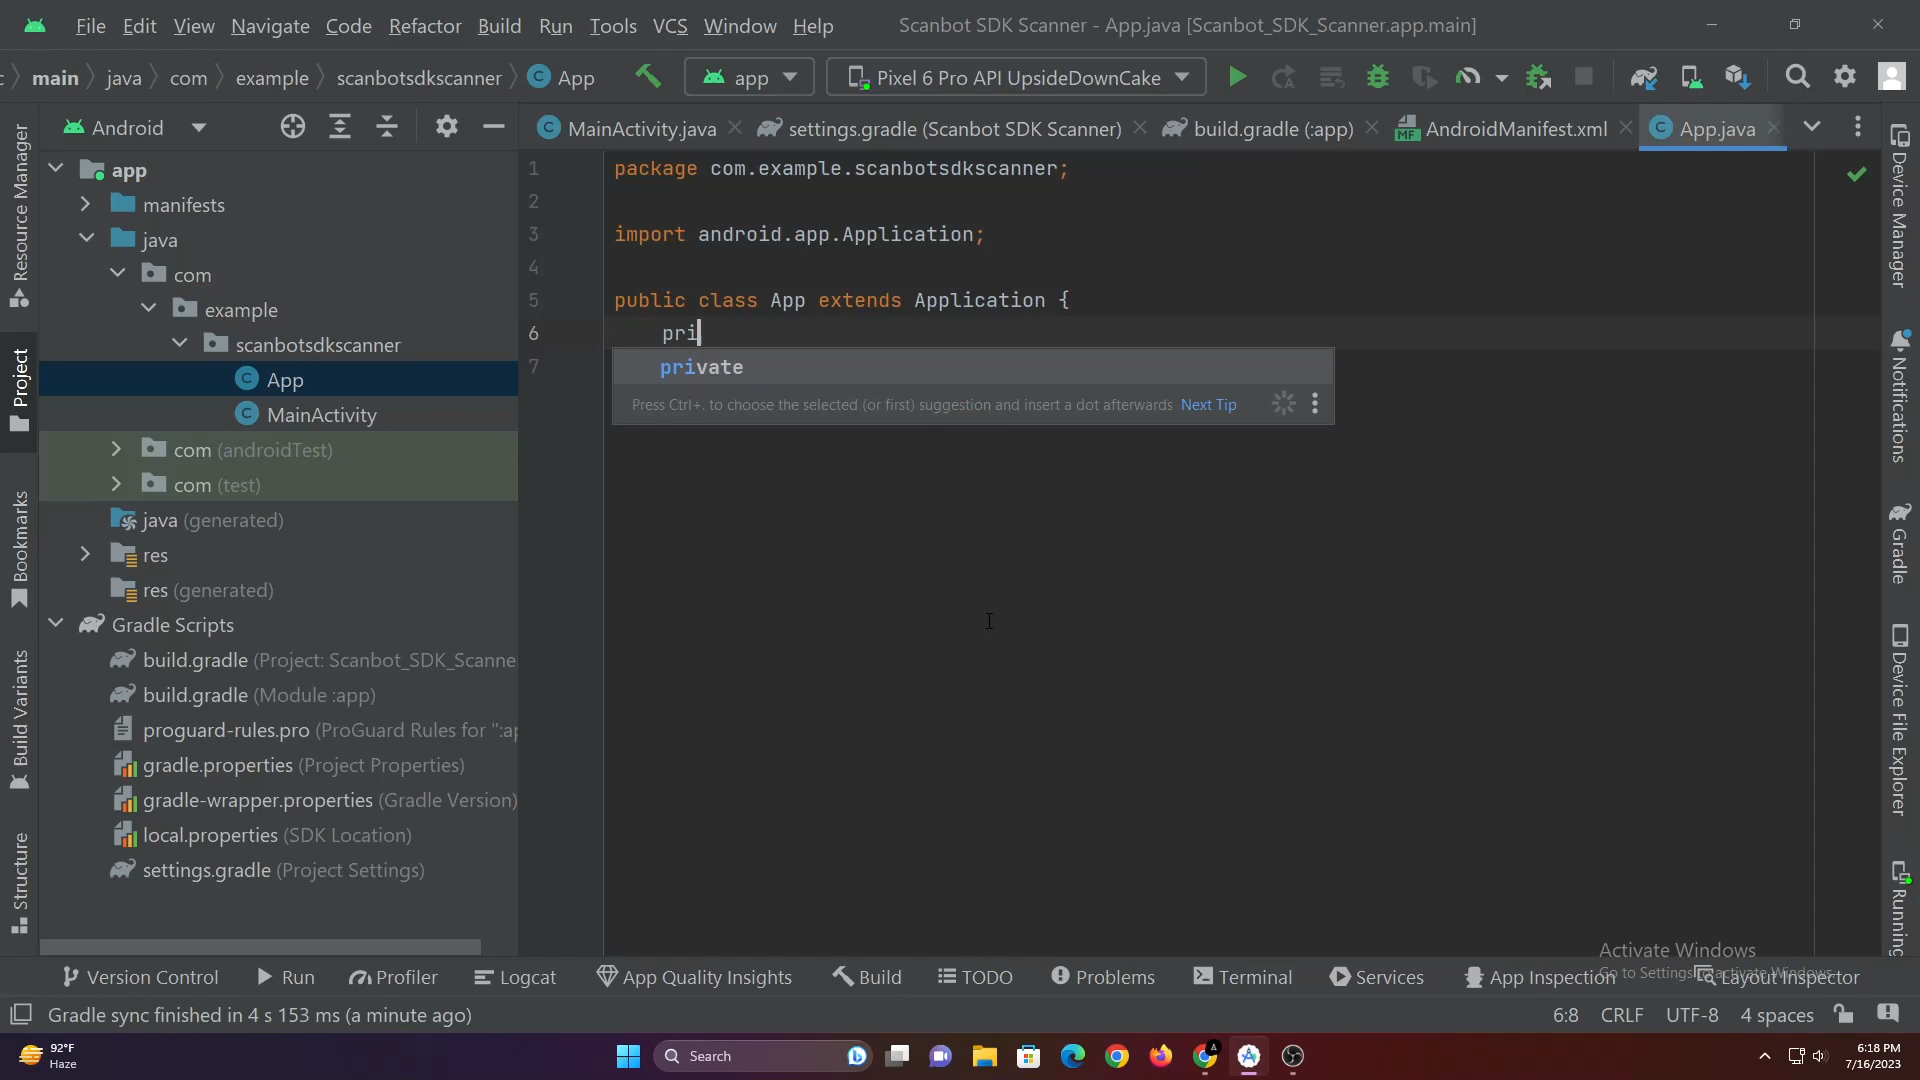 File Edit View Navigate Code Refactor Build Run Tools VCS Window Help Scanbot SDK Scanner - App.java [Scanbot_SDK_Scanner.app.main]
main java com example scanbotsdkscanner App app Pixel 6 Pro API UpsideDownCake
Android
MainActivity.java settings.gradle (Scanbot SDK Scanner) build.gradle (:app) AndroidManifest.xml App.java
Resource Manager
Project
Bookmarks
Build Variants
Structure
app
manifests
java
com
example
scanbotsdkscanner
App
MainActivity
com (androidTest)
com (test)
java (generated)
res
res (generated)
Gradle Scripts
build.gradle (Project: Scanbot_SDK_Scanne
build.gradle (Module :app)
proguard-rules.pro (ProGuard Rules for ":ap
gradle.properties (Project Properties)
gradle-wrapper.properties (Gradle Version)
local.properties (SDK Location)
settings.gradle (Project Settings)
1 package com.example.scanbotsdkscanner;
2
3 import android.app.Application;
4
5 public class App extends Application {
6 pri
7
private
Press Ctrl+. to choose the selected (or first) suggestion and insert a dot afterwards Next Tip
Device Manager
Notifications
Gradle
Device File Explorer
Running
Activate Windows
Go to Settings to activate Windows.
Version Control Run Profiler Logcat App Quality Insights Build TODO Problems Terminal Services App Inspection Layout Inspector
Gradle sync finished in 4 s 153 ms (a minute ago) 6:8 CRLF UTF-8 4 spaces
92°F
Haze
Search
6:18 PM
7/16/2023